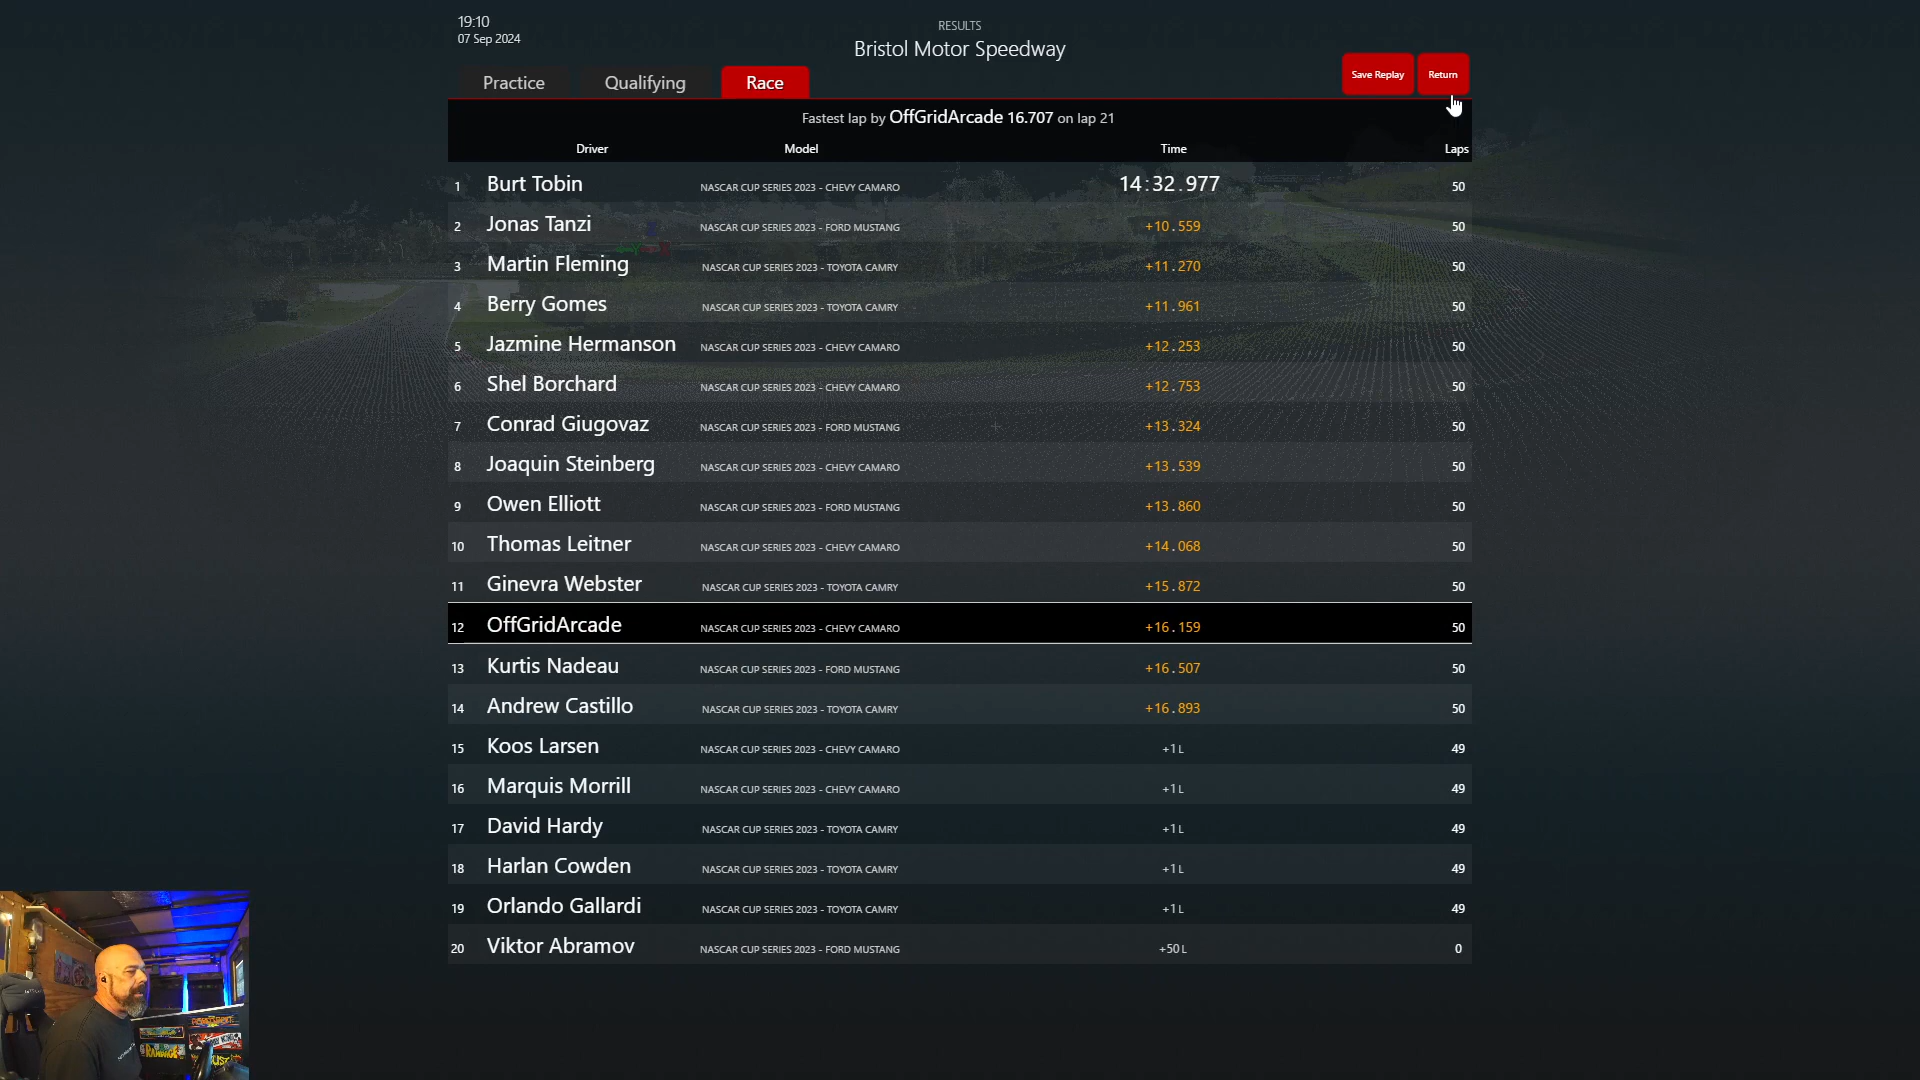 19:10
07 Sep 2024
RESULTS
Bristol Motor Speedway
Practice Qualifying Race Save Replay Return
Fastest lap by OffGridArcade 16.707 on lap 21
Driver Model Time Laps
1 Burt Tobin NASCAR CUP SERIES 2023 - CHEVY CAMARO 14:32.977 50
2 Jonas Tanzi NASCAR CUP SERIES 2023 - FORD MUSTANG +10.559 50
3 Martin Fleming NASCAR CUP SERIES 2023 - TOYOTA CAMRY +11.270 50
4 Berry Gomes NASCAR CUP SERIES 2023 - TOYOTA CAMRY +11.961 50
5 Jazmine Hermanson NASCAR CUP SERIES 2023 - CHEVY CAMARO +12.253 50
6 Shel Borchard NASCAR CUP SERIES 2023 - CHEVY CAMARO +12.753 50
7 Conrad Giugovaz NASCAR CUP SERIES 2023 - FORD MUSTANG +13.324 50
8 Joaquin Steinberg NASCAR CUP SERIES 2023 - CHEVY CAMARO +13.539 50
9 Owen Elliott NASCAR CUP SERIES 2023 - FORD MUSTANG +13.860 50
10 Thomas Leitner NASCAR CUP SERIES 2023 - CHEVY CAMARO +14.068 50
11 Ginevra Webster NASCAR CUP SERIES 2023 - TOYOTA CAMRY +15.872 50
12 OffGridArcade NASCAR CUP SERIES 2023 - CHEVY CAMARO +16.159 50
13 Kurtis Nadeau NASCAR CUP SERIES 2023 - FORD MUSTANG +16.507 50
14 Andrew Castillo NASCAR CUP SERIES 2023 - TOYOTA CAMRY +16.893 50
15 Koos Larsen NASCAR CUP SERIES 2023 - CHEVY CAMARO +1 L 49
16 Marquis Morrill NASCAR CUP SERIES 2023 - CHEVY CAMARO +1 L 49
17 David Hardy NASCAR CUP SERIES 2023 - TOYOTA CAMRY +1 L 49
18 Harlan Cowden NASCAR CUP SERIES 2023 - TOYOTA CAMRY +1 L 49
19 Orlando Gallardi NASCAR CUP SERIES 2023 - TOYOTA CAMRY +1 L 49
20 Viktor Abramov NASCAR CUP SERIES 2023 - FORD MUSTANG +50 L 0
RAMPAGE